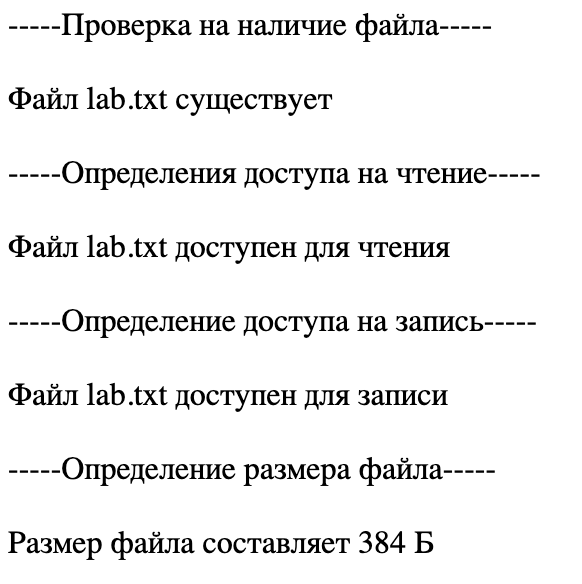 -----Проверка на наличие файла-----
Файл lab.txt существует
-----Определения доступа на чтение-----
Файл lab.txt доступен для чтения
-----Определение доступа на запись-----
Файл lab.txt доступен для записи
-----Определение размера файла-----
Размер файла составляет 384 Б